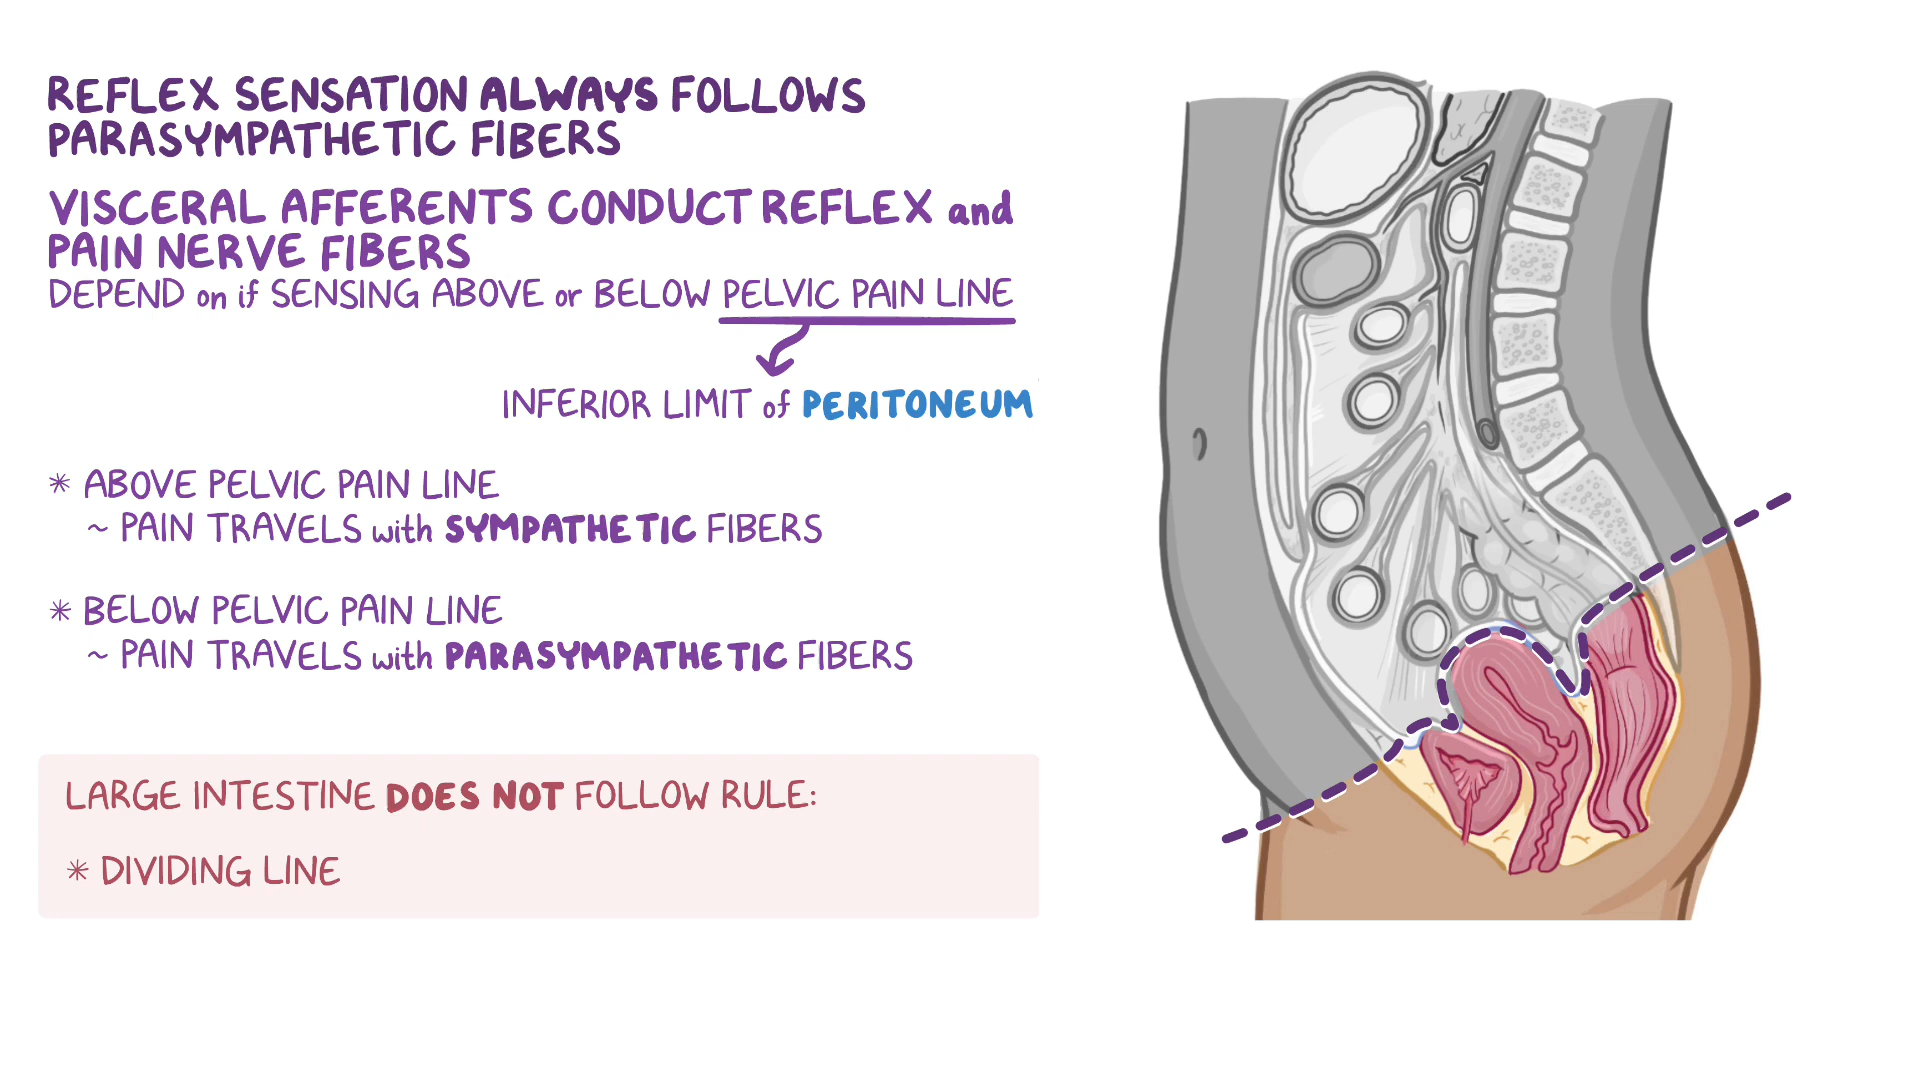 REFLEX SENSATION ALWAYS FOLLOWS
PARASYMPATHETIC FIBERS
VISCERAL AFFERENTS CONDUCT REFLEX and
PAIN NERVE FIBERS
DEPEND on if SENSING ABOVE or BELOW PELVIC PAIN LINE
INFERIOR LIMIT of PERITONEUM
* ABOVE PELVIC PAIN LINE
~ PAIN TRAVELS with SYMPATHETIC FIBERS
* BELOW PELVIC PAIN LINE
~ PAIN TRAVELS with PARASYMPATHETIC FIBERS
LARGE INTESTINE DOES NOT FOLLOW RULE:
* DIVIDING LINE